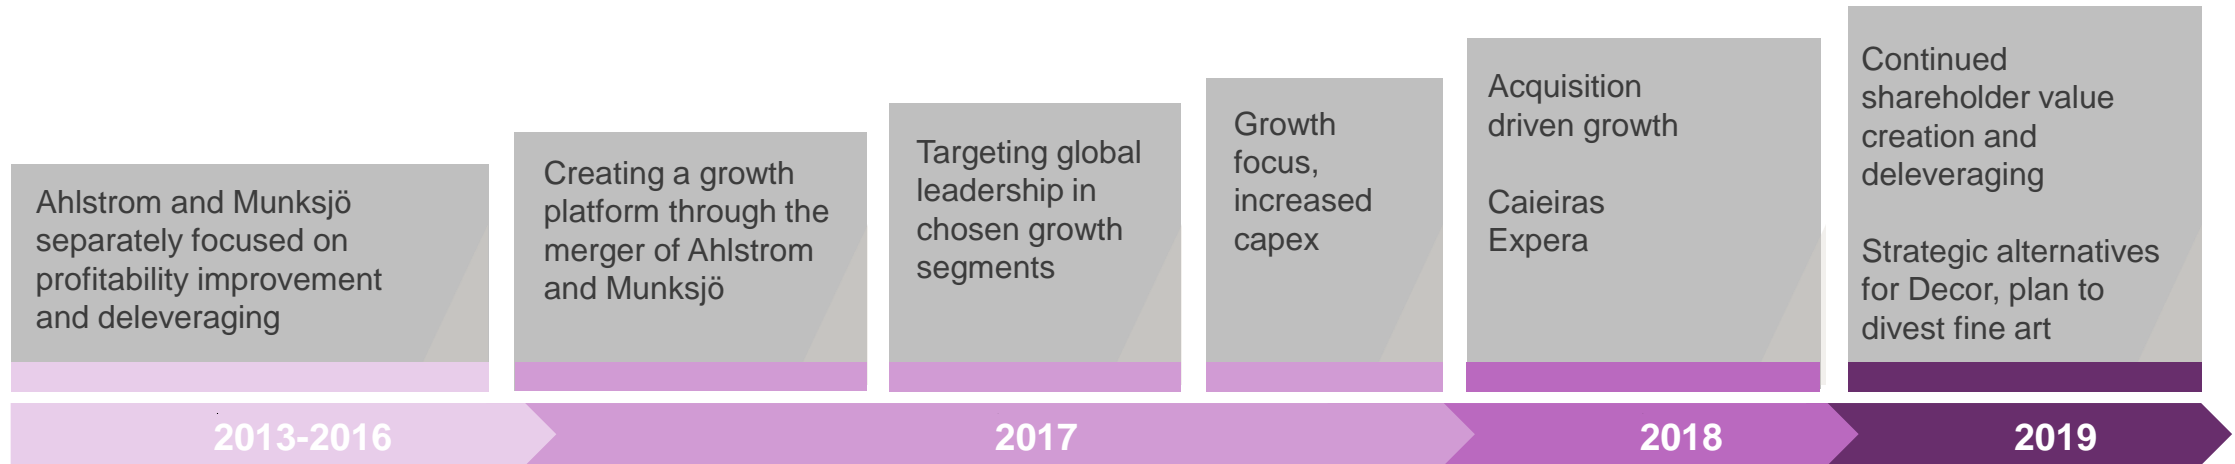 Ahlstrom and Munksjö
separately focused on
profitability improvement
and deleveraging
Creating a growth
platform through the
merger of Ahlstrom
and Munksjö
Targeting global
leadership in
chosen growth
segments
Growth
focus,
increased
capex
Acquisition
driven growth
Caieiras
Expera
Continued
shareholder value
creation and
deleveraging
Strategic alternatives
for Decor, plan to
divest fine art
2013-2016
2017
2018
2019